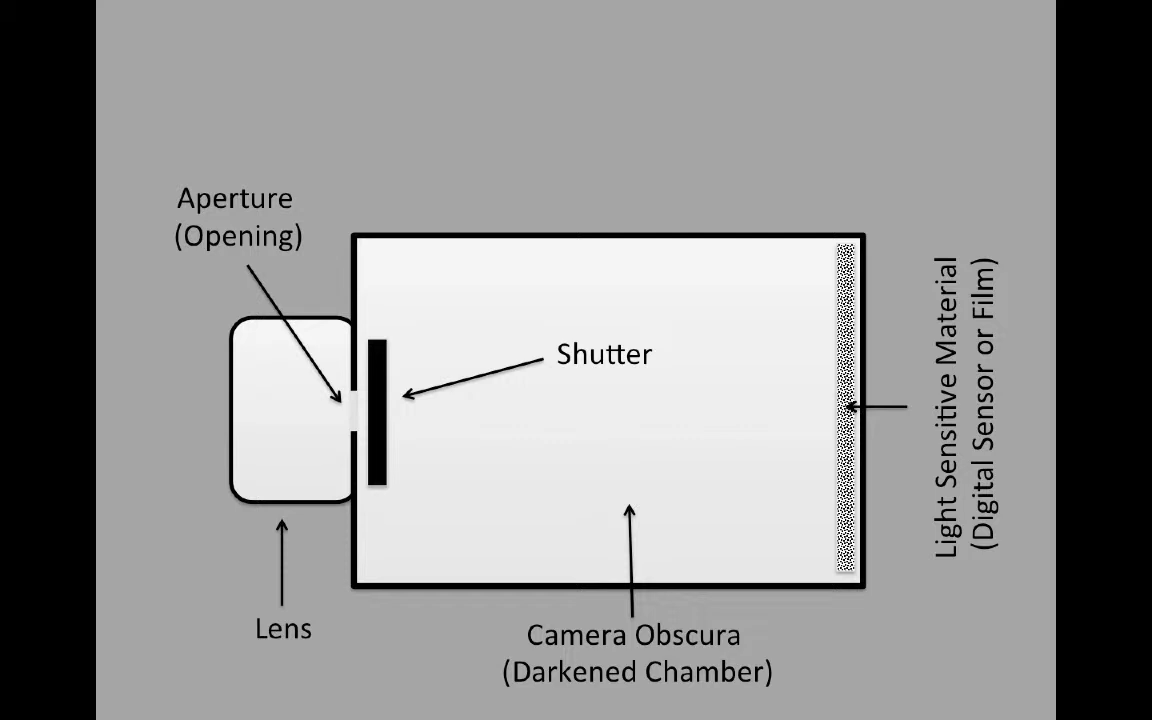 Aperture
(Opening)
Shutter
Light Sensitive Material
(Digital Sensor or Film)
Lens
Camera Obscura
(Darkened Chamber)